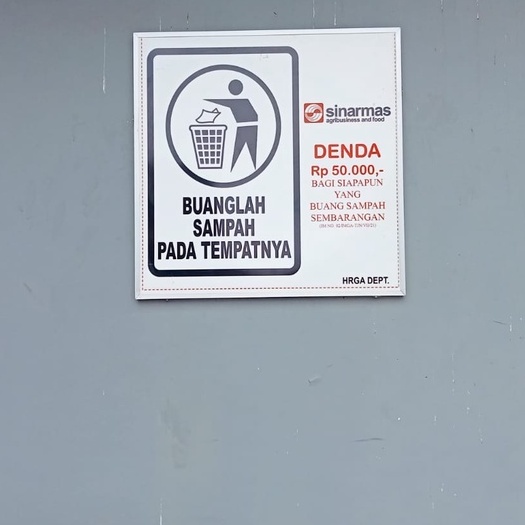 BUANGLAH
SAMPAH
PADA TEMPATNYA
sinarmas
agribusiness and food
DENDA
Rp 50.000,-
BAGI SIAPAPUN
YANG
BUANG SAMPAH
SEMBARANGAN
HRGA DEPT.